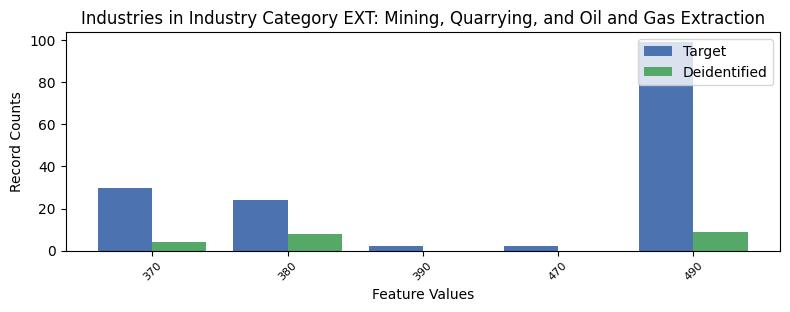 Industries in Industry Category EXT: Mining, Quarrying, and Oil and Gas Extraction
Target
Deidentified
Record Counts
100
80
60
40
20
0
370
380
390
470
490
Feature Values